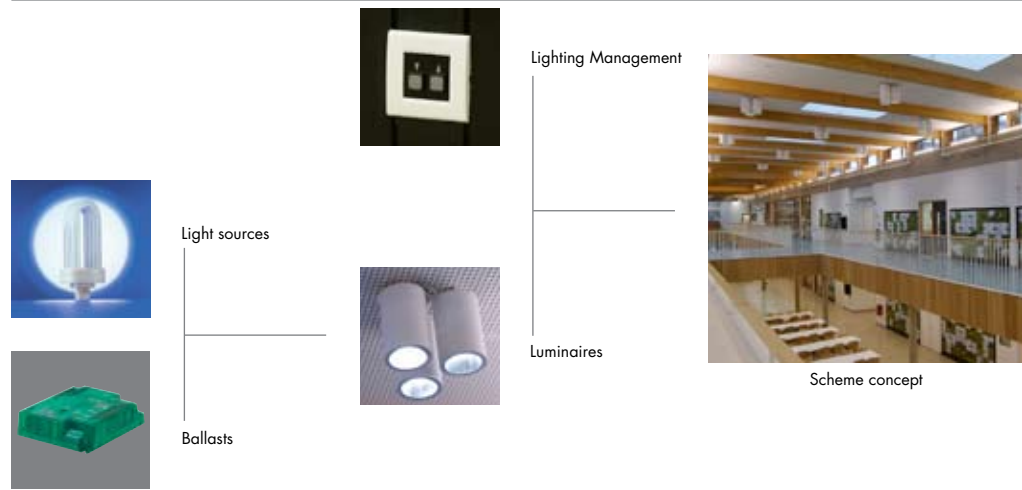 Lighting Management
Light sources
Luminaires
Scheme concept
Ballasts